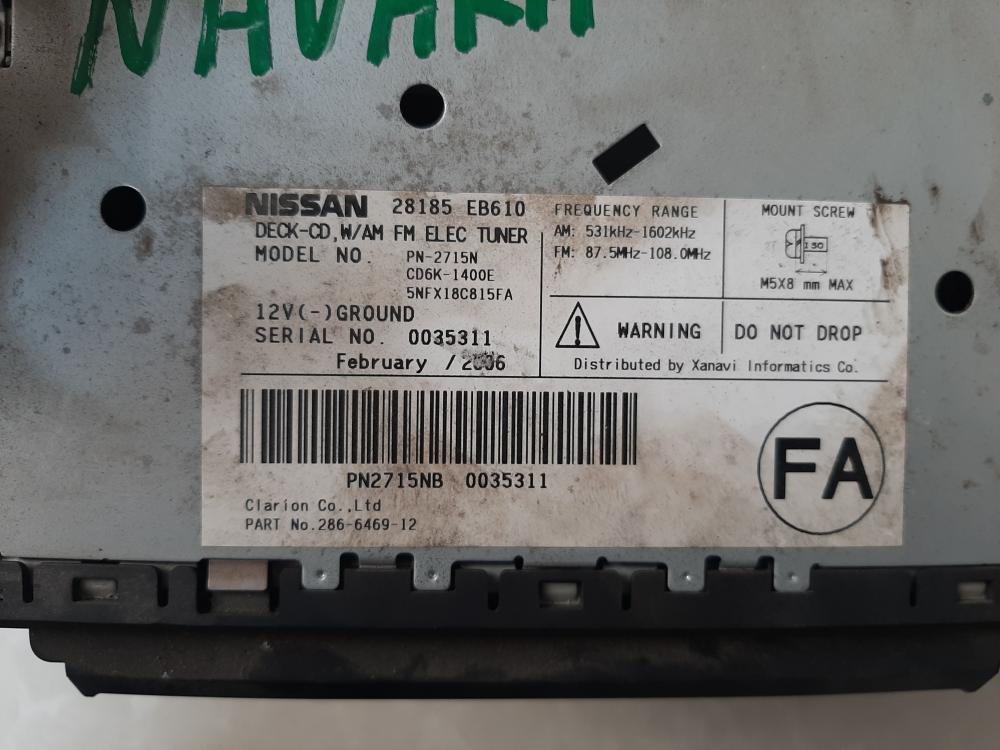 NAVARA
NISSAN 28185 EB610
DECK-CD,W/AM FM ELEC TUNER
MODEL NO. PN-2715N
CD6K-1400E
5NFX18C815FA
12V(-)GROUND
SERIAL NO. 0035311
February /2006
FREQUENCY RANGE
AM: 531kHz-1602kHz
FM: 87.5MHz-108.0MHz
MOUNT SCREW
ISO
M5X8 mm MAX
WARNING
DO NOT DROP
Distributed by Xanavi Informatics Co.
PN2715NB 0035311
Clarion Co.,Ltd
PART No.286-6469-12
FA